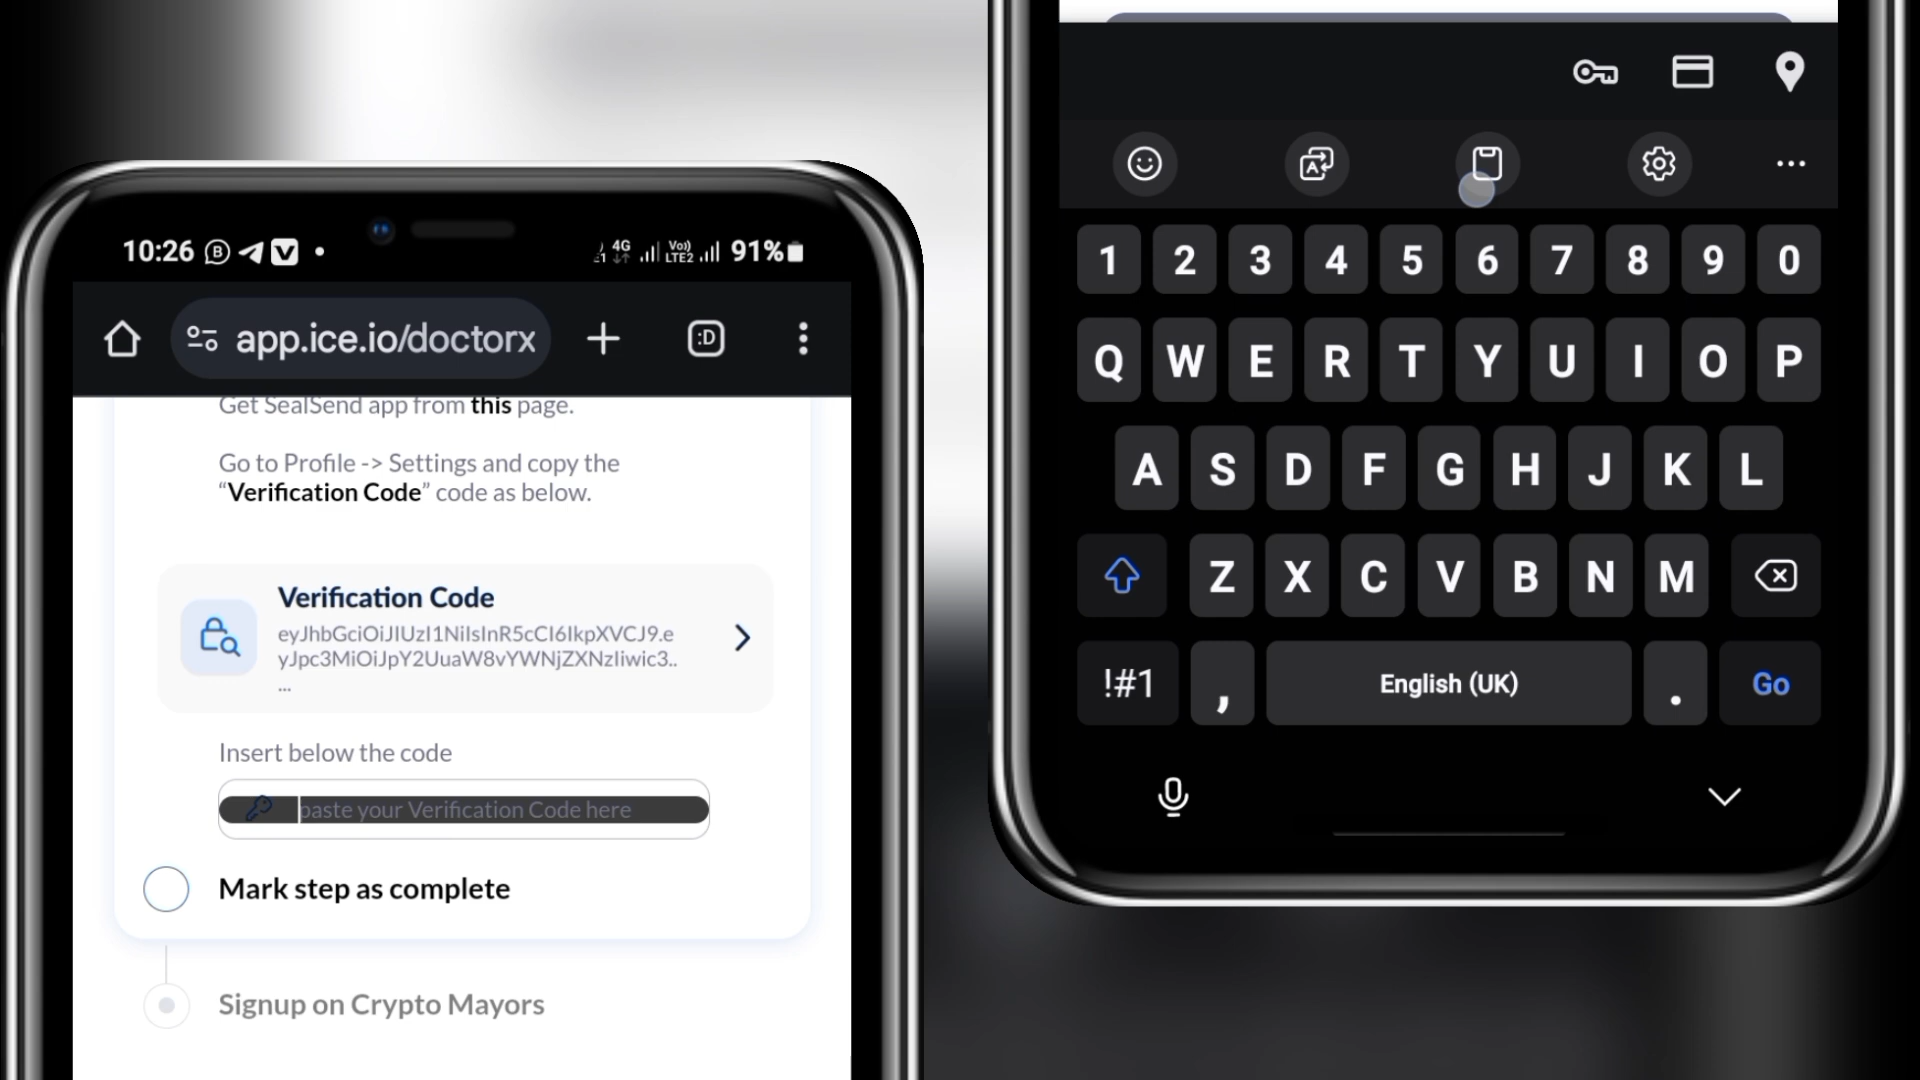 10:26
4G
Vo))
LTE2
91%
:D
app.ice.io/doctorx
Get SealSend app from this page.
Go to Profile -> Settings and copy the
“Verification Code” code as below.
Verification Code
eyJhbGciOiJIUzI1NiIsInR5cCI6IkpXVCJ9.e
yJpc3MiOiJpY2UuaW8vYWNjZXNzIiwic3..
...
Insert below the code
paste your Verification Code here
Mark step as complete
Signup on Crypto Mayors
1 2 3 4 5 6 7 8 9 0
Q W E R T Y U I O P
A S D F G H J K L
Z X C V B N M
!#1 , English (UK) . Go